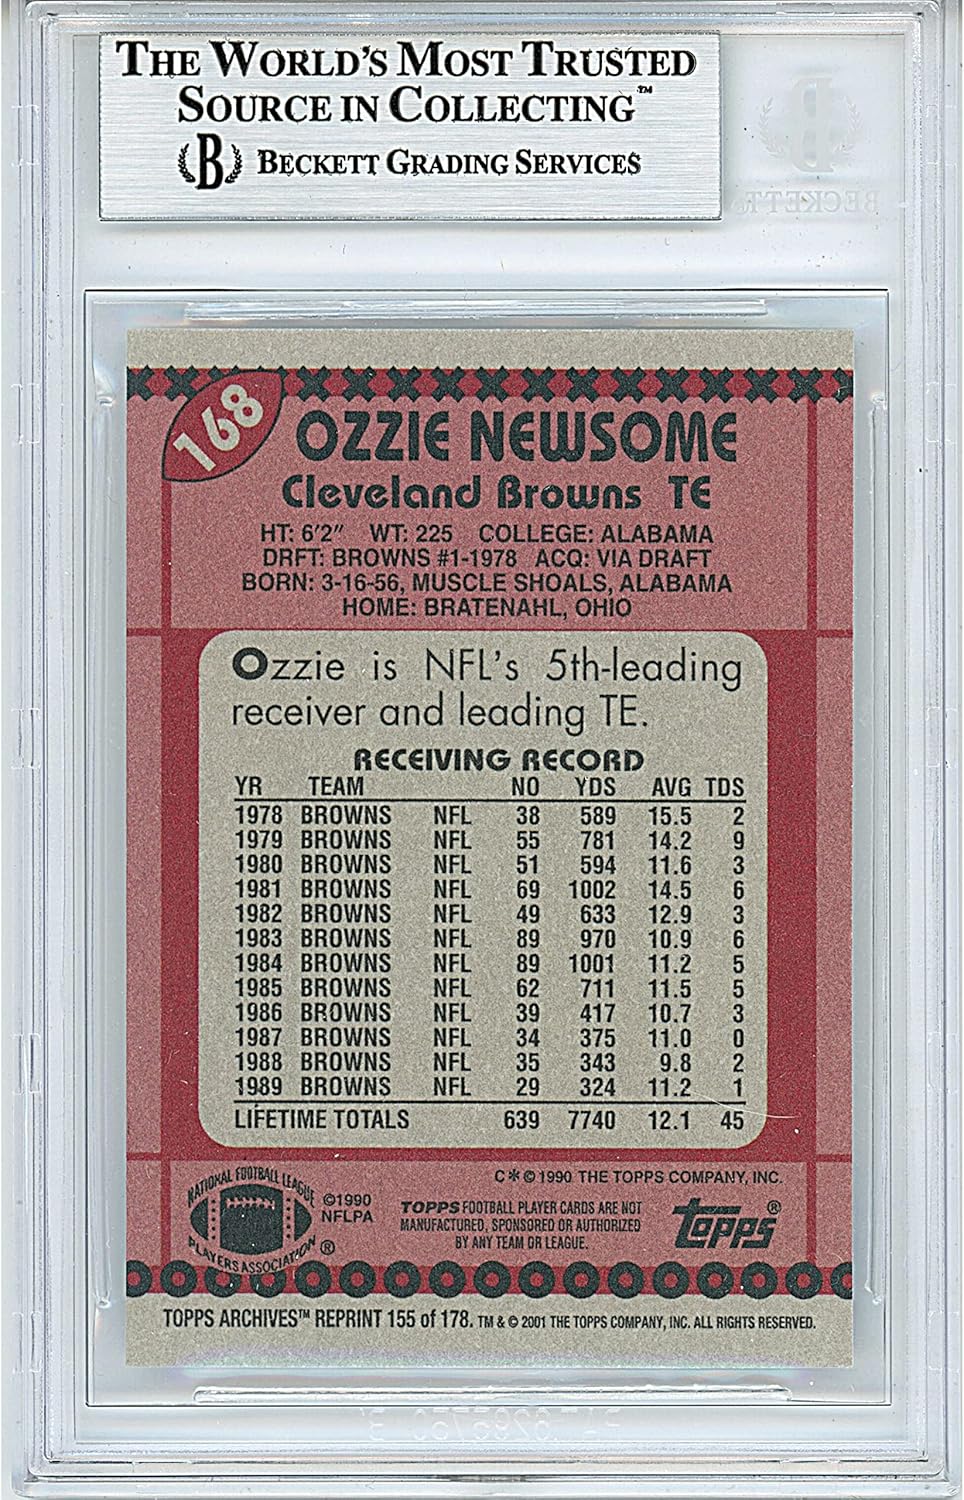 THE WORLD'S MOST TRUSTED
SOURCE IN COLLECTING™
B BECKETT GRADING SERVICES
BECKETT
168
OZZIE NEWSOME
Cleveland Browns TE
HT: 6'2" WT: 225 COLLEGE: ALABAMA
DRFT: BROWNS #1-1978 ACQ: VIA DRAFT
BORN: 3-16-56, MUSCLE SHOALS, ALABAMA
HOME: BRATENAHL, OHIO
Ozzie is NFL's 5th-leading
receiver and leading TE.
RECEIVING RECORD
YR TEAM NO YDS AVG TDS
1978 BROWNS NFL 38 589 15.5 2
1979 BROWNS NFL 55 781 14.2 9
1980 BROWNS NFL 51 594 11.6 3
1981 BROWNS NFL 69 1002 14.5 6
1982 BROWNS NFL 49 633 12.9 3
1983 BROWNS NFL 89 970 10.9 6
1984 BROWNS NFL 89 1001 11.2 5
1985 BROWNS NFL 62 711 11.5 5
1986 BROWNS NFL 39 417 10.7 3
1987 BROWNS NFL 34 375 11.0 0
1988 BROWNS NFL 35 343 9.8 2
1989 BROWNS NFL 29 324 11.2 1
LIFETIME TOTALS 639 7740 12.1 45
C*©1990 THE TOPPS COMPANY, INC.
NATIONAL FOOTBALL LEAGUE
PLAYERS ASSOCIATION ®
©1990
NFLPA
TOPPS FOOTBALL PLAYER CARDS ARE NOT
MANUFACTURED, SPONSORED OR AUTHORIZED
BY ANY TEAM OR LEAGUE.
topps®
TOPPS ARCHIVES™ REPRINT 155 of 178. TM & © 2001 THE TOPPS COMPANY, INC. ALL RIGHTS RESERVED.